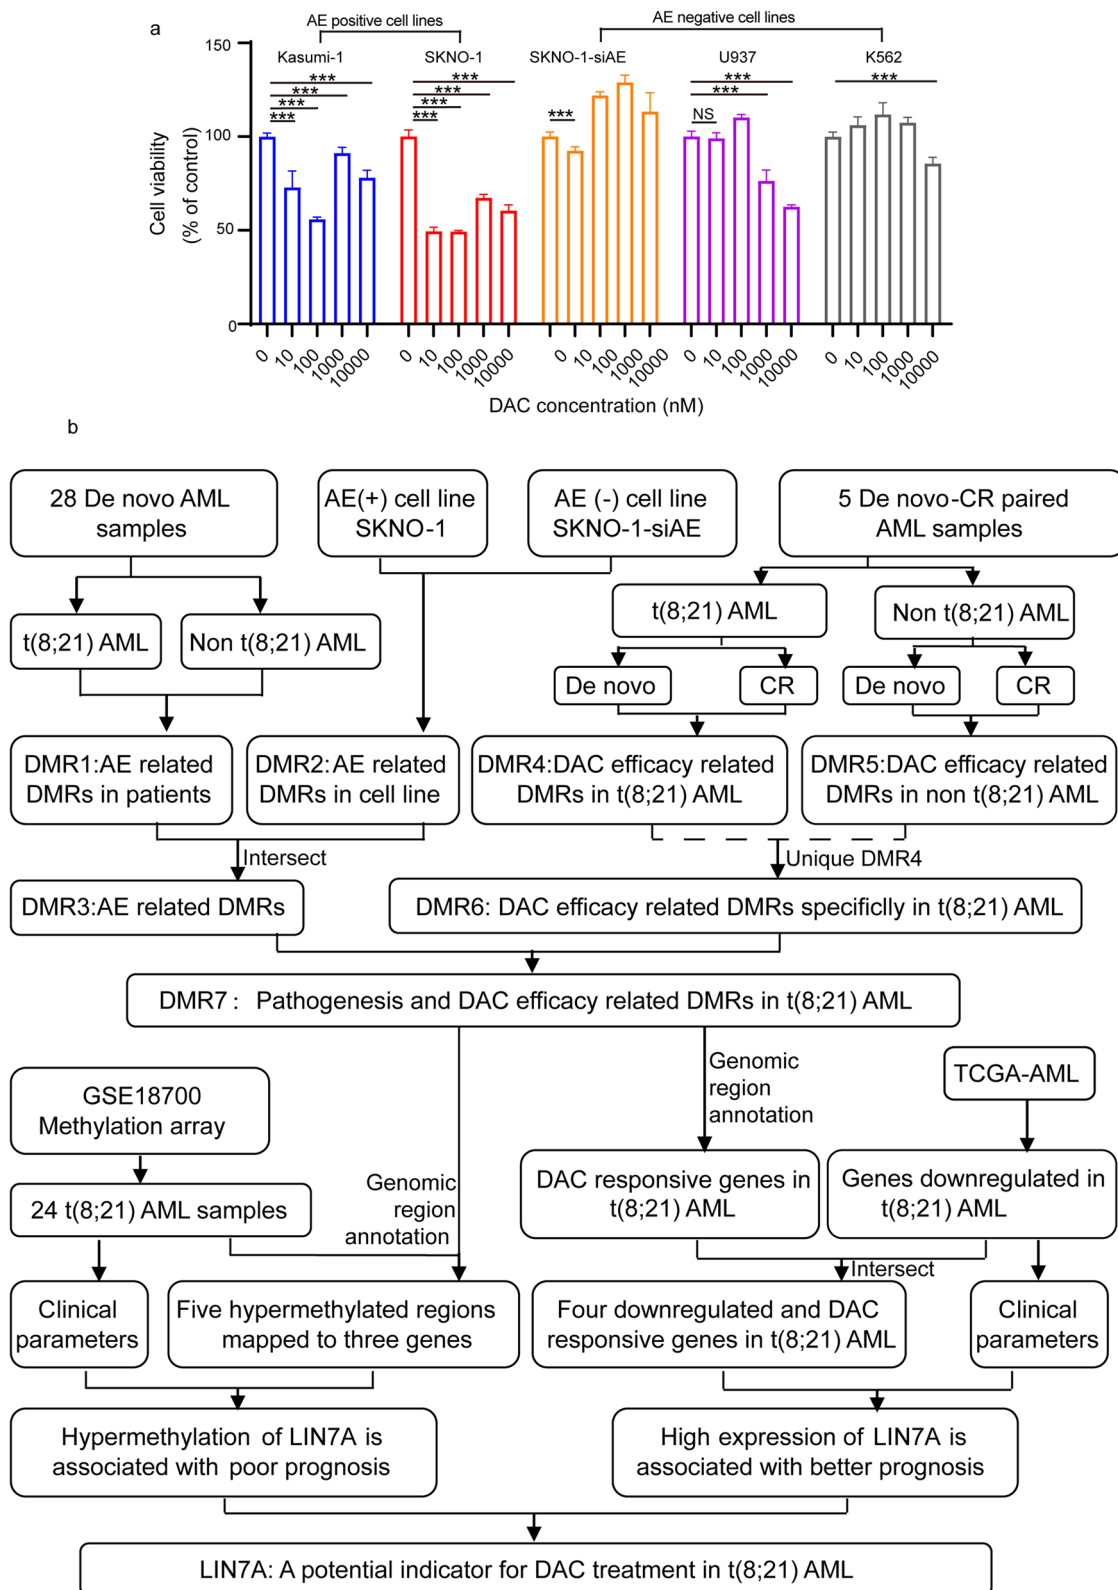 a
AE positive cell lines
AE negative cell lines
Kasumi-1
SKNO-1
SKNO-1-siAE
U937
K562
Cell viability
(% of control)
150
100
50
0
***
***
***
***
***
***
***
***
***
***
***
NS
***
0 10 100 1000 10000
0 10 100 1000 10000
0 0 10 100 1000 10000
0 10 100 1000 10000
0 10 100 1000 10000
DAC concentration (nM)
b
28 De novo AML
samples
AE(+) cell line
SKNO-1
AE (-) cell line
SKNO-1-siAE
5 De novo-CR paired
AML samples
t(8;21) AML
Non t(8;21) AML
t(8;21) AML
Non t(8;21) AML
De novo
CR
De novo
CR
DMR1:AE related
DMRs in patients
DMR2:AE related
DMRs in cell line
DMR4:DAC efficacy related
DMRs in t(8;21) AML
DMR5:DAC efficacy related
DMRs in non t(8;21) AML
Intersect
Unique DMR4
DMR3:AE related DMRs
DMR6: DAC efficacy related DMRs specificlly in t(8;21) AML
DMR7: Pathogenesis and DAC efficacy related DMRs in t(8;21) AML
GSE18700
Methylation array
Genomic
region
annotation
TCGA-AML
24 t(8;21) AML samples
Genomic
region
annotation
DAC responsive genes in
t(8;21) AML
Genes downregulated in
t(8;21) AML
Intersect
Clinical
parameters
Five hypermethylated regions
mapped to three genes
Four downregulated and DAC
responsive genes in t(8;21) AML
Clinical
parameters
Hypermethylation of LIN7A is
associated with poor prognosis
High expression of LIN7A is
associated with better prognosis
LIN7A: A potential indicator for DAC treatment in t(8;21) AML